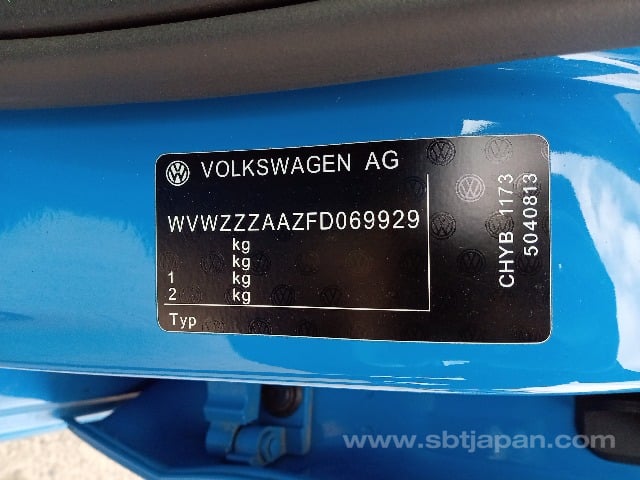 VOLKSWAGEN AG
WVWZZZAAZFD069929
kg
kg
1 kg
2 kg
Typ
CHYB 1173
5040813
www.sbtjapan.com